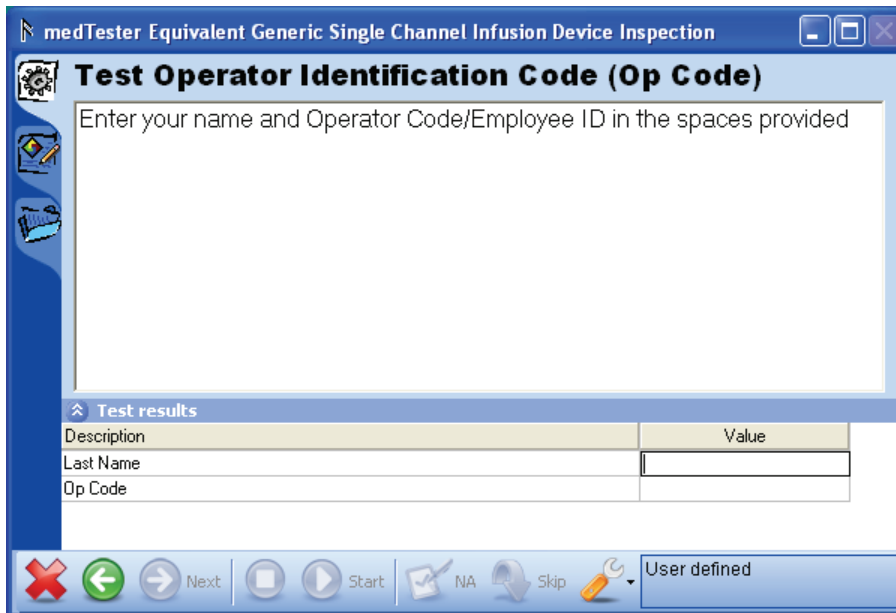 medTester Equivalent Generic Single Channel Infusion Device Inspection
Test Operator Identification Code (Op Code)
Enter your name and Operator Code/Employee ID in the spaces provided
Test results
Description Value
Last Name
Op Code
Next Start NA Skip User defined